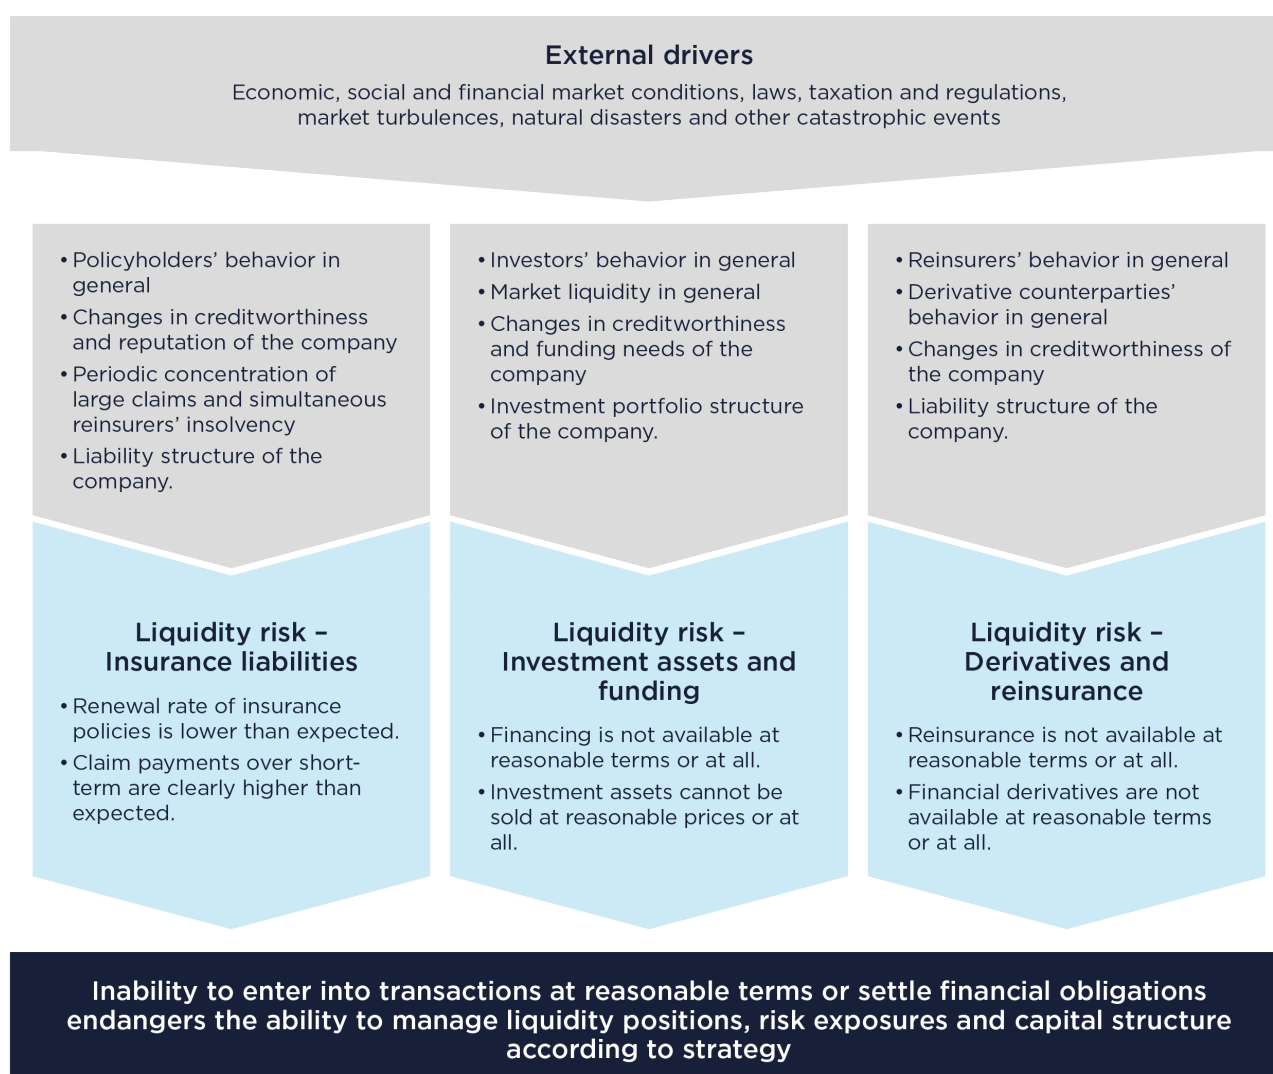 External drivers
Economic, social and financial market conditions, laws, taxation and regulations,
market turbulences, natural disasters and other catastrophic events
• Policyholders’ behavior in
general
• Changes in creditworthiness
and reputation of the company
• Periodic concentration of
large claims and simultaneous
reinsurers’ insolvency
• Liability structure of the
company.
Liquidity risk –
Insurance liabilities
• Renewal rate of insurance
policies is lower than expected.
• Claim payments over short-
term are clearly higher than
expected.
• Investors’ behavior in general
• Market liquidity in general
• Changes in creditworthiness
and funding needs of the
company
• Investment portfolio structure
of the company.
Liquidity risk –
Investment assets and
funding
• Financing is not available at
reasonable terms or at all.
• Investment assets cannot be
sold at reasonable prices or at
all.
• Reinsurers’ behavior in general
• Derivative counterparties’
behavior in general
• Changes in creditworthiness of
the company
• Liability structure of the
company.
Liquidity risk –
Derivatives and
reinsurance
• Reinsurance is not available at
reasonable terms or at all.
• Financial derivatives are not
available at reasonable terms
or at all.
Inability to enter into transactions at reasonable terms or settle financial obligations
endangers the ability to manage liquidity positions, risk exposures and capital structure
according to strategy